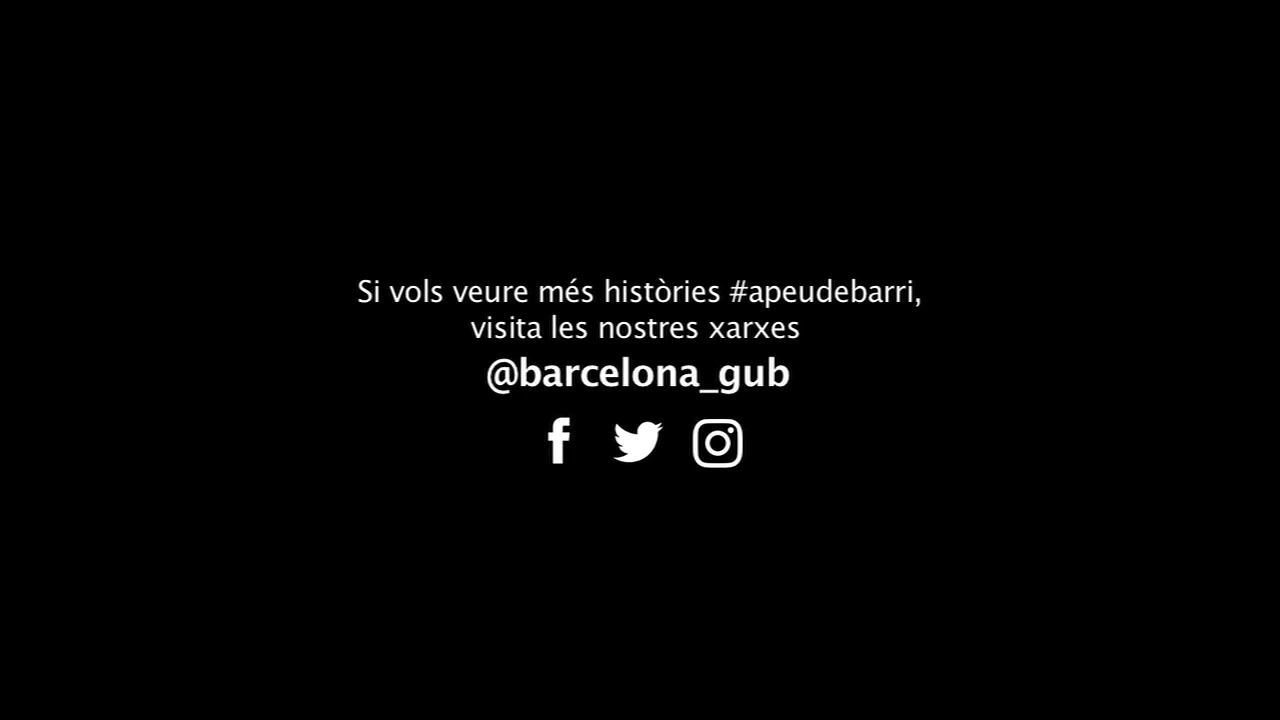 Si vols veure més històries #apeudebarri,
visita les nostres xarxes
@barcelona_gub